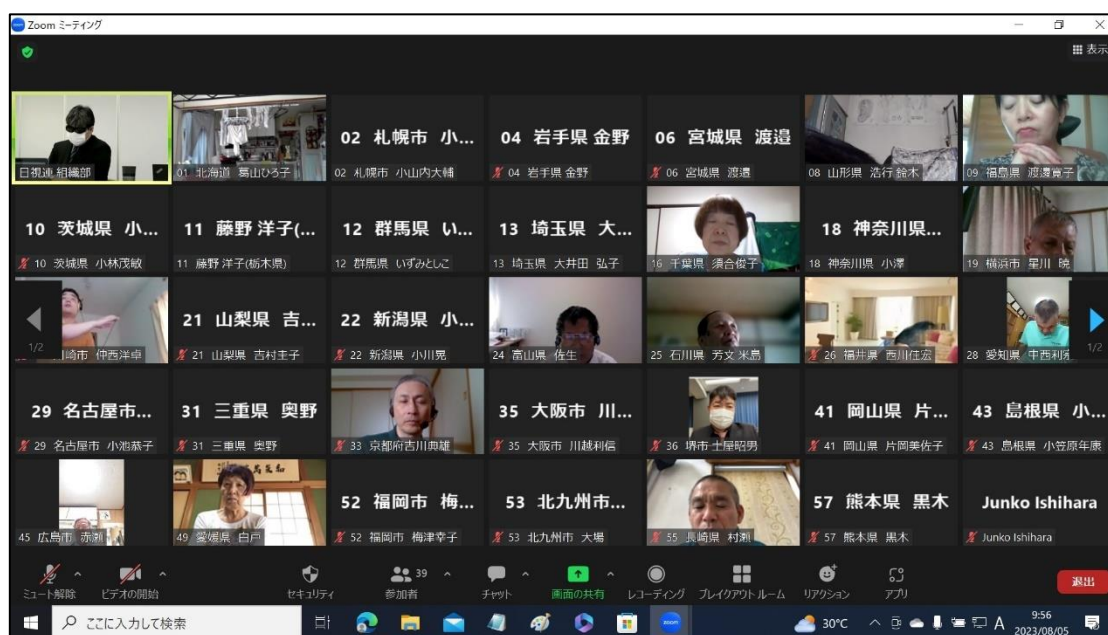 Zoom ミーティング
表示
日視連 組織部
01 北海道 葛山ひろ子
02 札幌市 小...
02 札幌市 小山内大輔
04 岩手県 金野
04 岩手県 金野
06 宮城県 渡邉
06 宮城県 渡邉
08 山形県 浩行 鈴木
09 福島県 渡邊寛子
10 茨城県 小...
10 茨城県 小林茂敏
11 藤野 洋子(...
11 藤野 洋子(栃木県)
12 群馬県 い...
12 群馬県 いずみとしこ
13 埼玉県 大...
13 埼玉県 大井田 弘子
16 千葉県 須合俊子
18 神奈川県...
18 神奈川県 小澤
19 横浜市 星川 暁
1/2
崎市 仲西洋卓
21 山梨県 吉...
21 山梨県 吉村圭子
22 新潟県 小...
22 新潟県 小川晃
24 富山県 佐生
25 石川県 芳文 米島
26 福井県 西川住宏
28 愛知県 中西利
1/2
29 名古屋市...
29 名古屋市 小池恭子
31 三重県 奥野
31 三重県 奥野
33 京都府古川典雄
35 大阪市 川...
35 大阪市 川越利信
36 堺市 土屋昭男
41 岡山県 片...
41 岡山県 片岡美佐子
43 島根県 小...
43 島根県 小笠原年康
45 広島市 赤瀬
49 愛媛県 白戸
52 福岡市 梅...
52 福岡市 梅津幸子
53 北九州市...
53 北九州市 大場
55 長崎県 村瀬
57 熊本県 黒木
57 熊本県 黒木
Junko Ishihara
Junko Ishihara
ミュート解除
ビデオの開始
セキュリティ
39
参加者
チャット
画面の共有
レコーディング
ブレイクアウト ルーム
リアクション
アプリ
退出
ここに入力して検索
zoom
30°C
A
9:56
2023/08/05